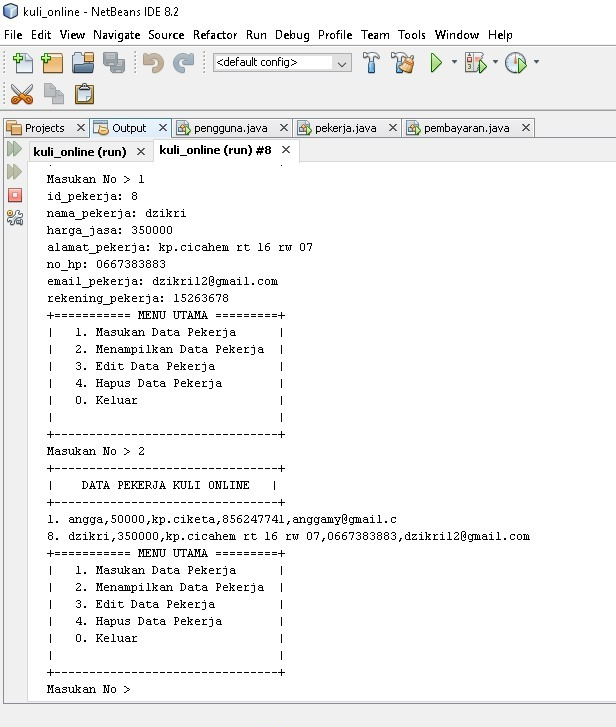 kuli_online - NetBeans IDE 8.2
File Edit View Navigate Source Refactor Run Debug Profile Team Tools Window Help
<default config>
Projects Output pengguna.java pekerja.java pembayaran.java
kuli_online (run) kuli_online (run) #8
Masukan No > 1
id_pekerja: 8
nama_pekerja: dzikri
harga_jasa: 350000
alamat_pekerja: kp.cicahem rt 16 rw 07
no_hp: 0667383883
email_pekerja: dzikri12@gmail.com
rekening_pekerja: 15263678
+=========== MENU UTAMA =========+
|   1. Masukan Data Pekerja      |
|   2. Menampilkan Data Pekerja  |
|   3. Edit Data Pekerja         |
|   4. Hapus Data Pekerja        |
|   0. Keluar                    |
|                                |
+--------------------------------+
Masukan No > 2
+--------------------------------+
|    DATA PEKERJA KULI ONLINE   |
+--------------------------------+
1. angga,50000,kp.ciketa,856247741,anggamy@gmail.c
8. dzikri,350000,kp.cicahem rt 16 rw 07,0667383883,dzikri12@gmail.com
+=========== MENU UTAMA =========+
|   1. Masukan Data Pekerja      |
|   2. Menampilkan Data Pekerja  |
|   3. Edit Data Pekerja         |
|   4. Hapus Data Pekerja        |
|   0. Keluar                    |
|                                |
+--------------------------------+
Masukan No >